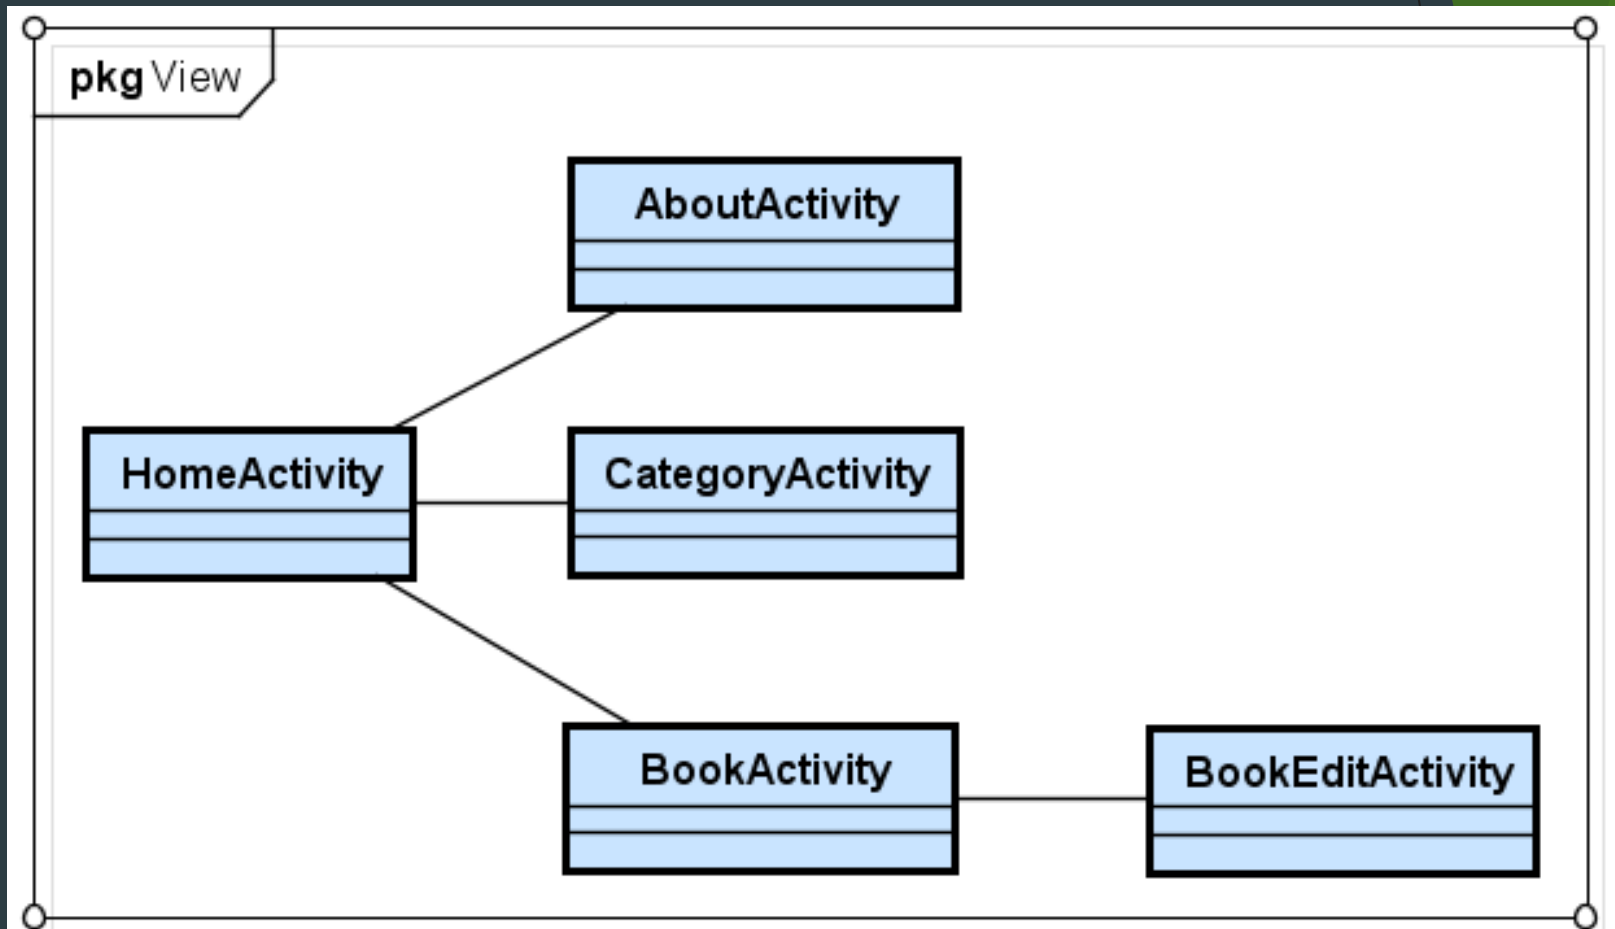 pkg View
AboutActivity
HomeActivity
CategoryActivity
BookActivity
BookEditActivity